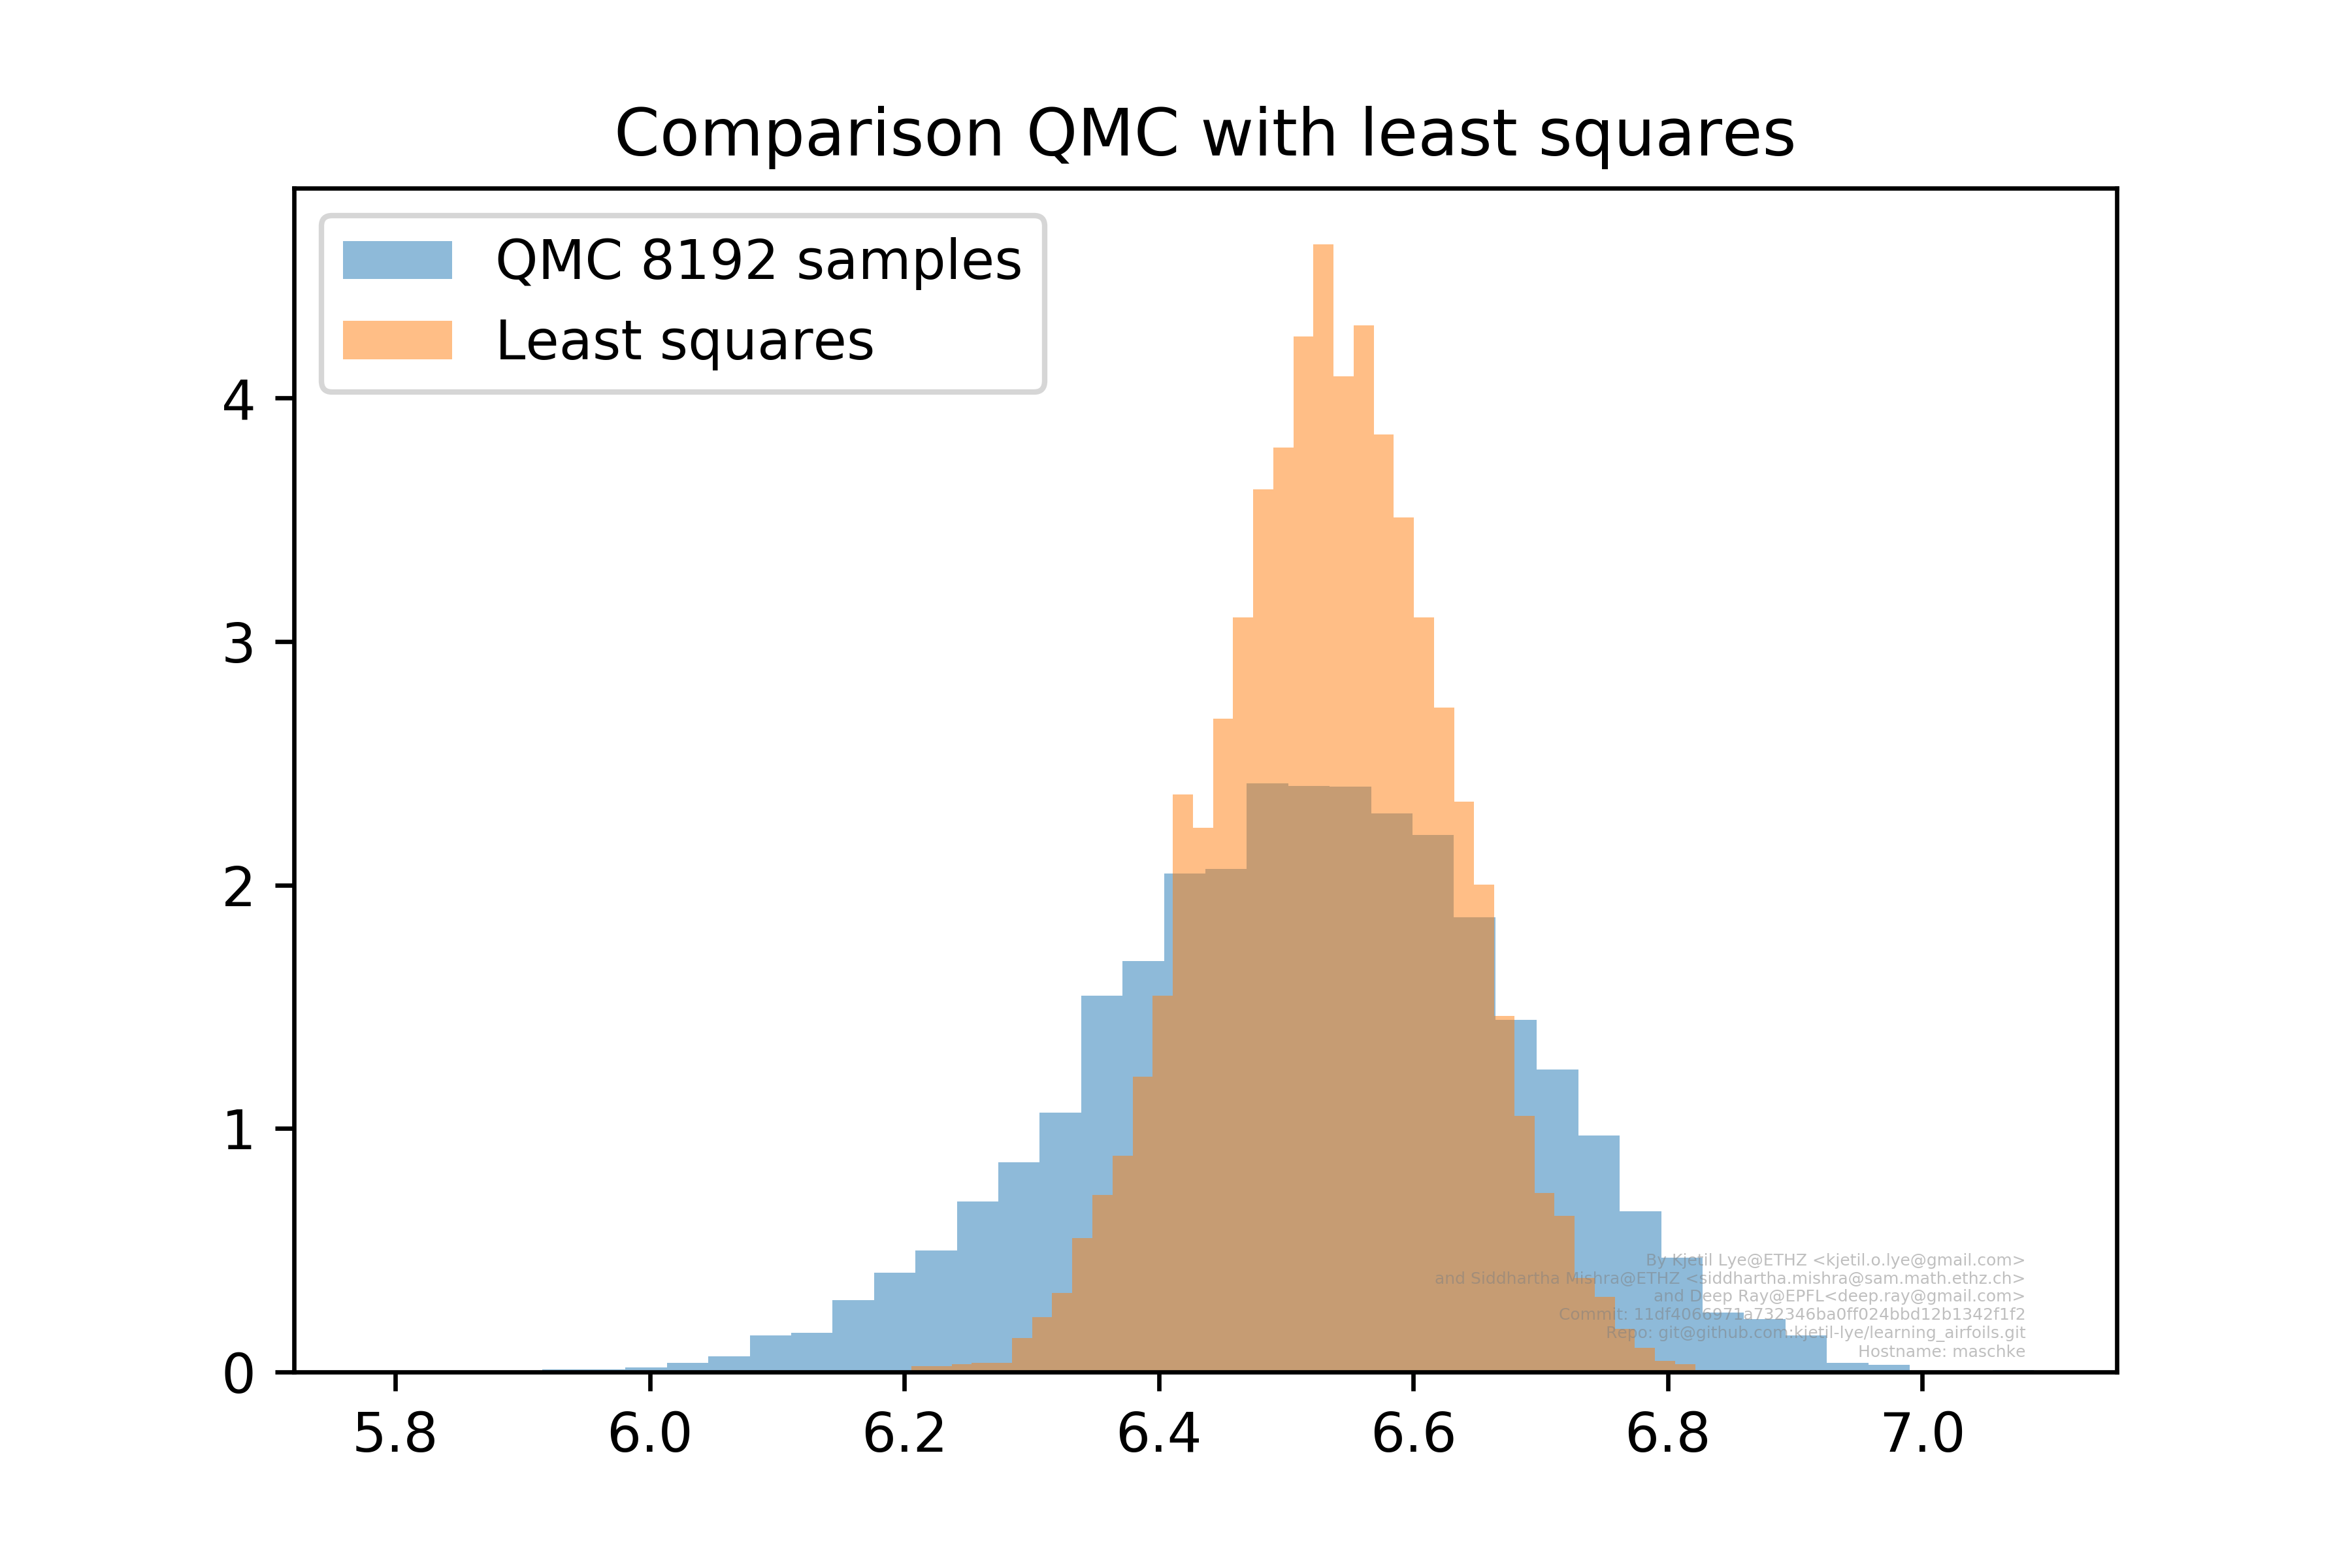 Comparison QMC with least squares
QMC 8192 samples
Least squares
4
3
2
1
0
5.8 6.0 6.2 6.4 6.6 6.8 7.0
By Kjetil Lye@ETHZ <kjetil.o.lye@gmail.com>
and Siddhartha Mishra@ETHZ <siddhartha.mishra@sam.math.ethz.ch>
and Deep Ray@EPFL<deep.ray@gmail.com>
Commit: 11df4066971a732346ba0ff024bbd12b1342f1f2
Repo: git@github.com:kjetil-lye/learning_airfoils.git
Hostname: maschke